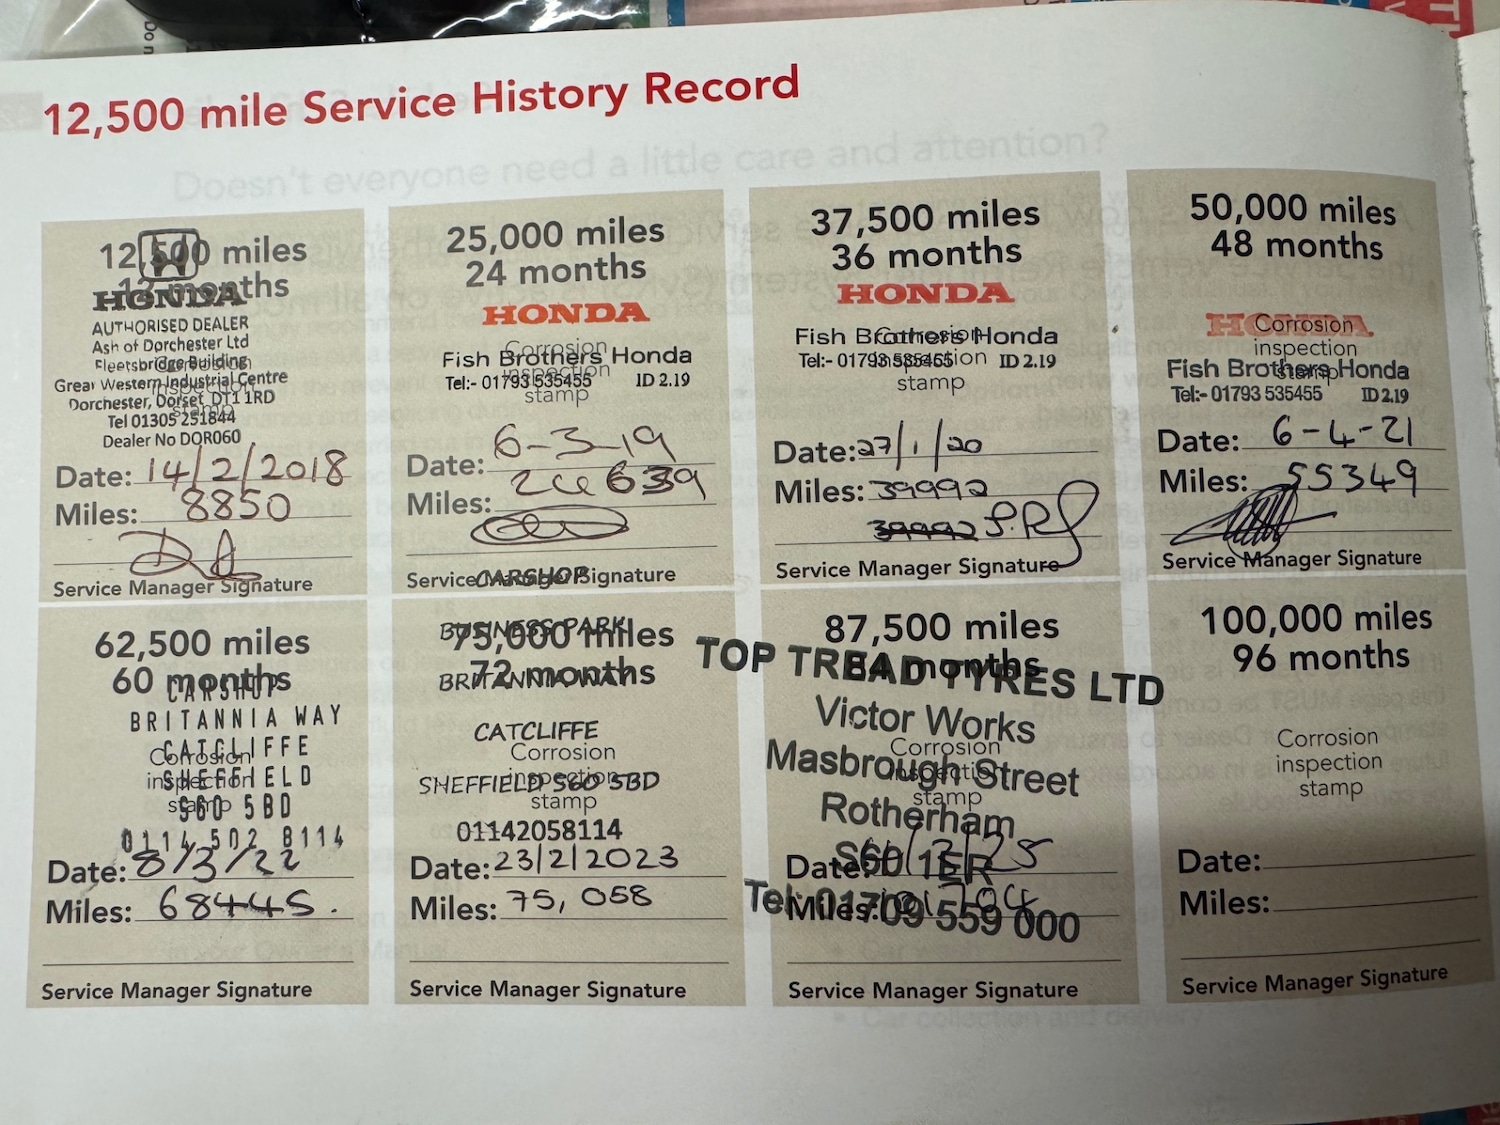 12,500 mile Service History Record
12,500 miles
12 months
HONDA
AUTHORISED DEALER
Ash of Dorchester Ltd
Fleetsbridge Building
Great Western Industrial Centre
Dorchester, Dorset, DT1 1RD
Tel 01305 251844
Dealer No DOR060
Corrosion
inspection
stamp
Date: 14/2/2018
Miles: 8850
Service Manager Signature
25,000 miles
24 months
HONDA
Fish Brothers Honda
Tel:- 01793 535455 ID 2.19
Corrosion
inspection
stamp
Date: 6-3-19
Miles:
Service Manager Signature
37,500 miles
36 months
HONDA
Fish Brothers Honda
Tel:- 01793 535455 ID 2.19
Corrosion
inspection
stamp
Date: 27/1/20
Miles: 39992
39992
Service Manager Signature
50,000 miles
48 months
HONDA
Corrosion
inspection
stamp
Fish Brothers Honda
Tel:- 01793 535455 ID 2.19
Date: 6-4-21
Miles: 55349
Service Manager Signature
62,500 miles
60 months
CARSHOP
BRITANNIA WAY
CATCLIFFE
SHEFFIELD
S60 5BD
0114 502 8114
Corrosion
inspection
stamp
Date: 8/3/22
Miles: 68445.
Service Manager Signature
CARSHOP
BUSINESS PARK
75,000 miles
72 months
BRITANNIA WAY
CATCLIFFE
Corrosion
inspection
stamp
SHEFFIELD S60 5BD
01142058114
Date: 23/2/2023
Miles: 75,058
Service Manager Signature
87,500 miles
84 months
TOP TREAD TYRES LTD
Victor Works
Masbrough Street
Rotherham
S60 1ER
Tel: 01709 559 000
Corrosion
inspection
stamp
Date:
Miles:
Service Manager Signature
100,000 miles
96 months
Corrosion
inspection
stamp
Date:
Miles:
Service Manager Signature